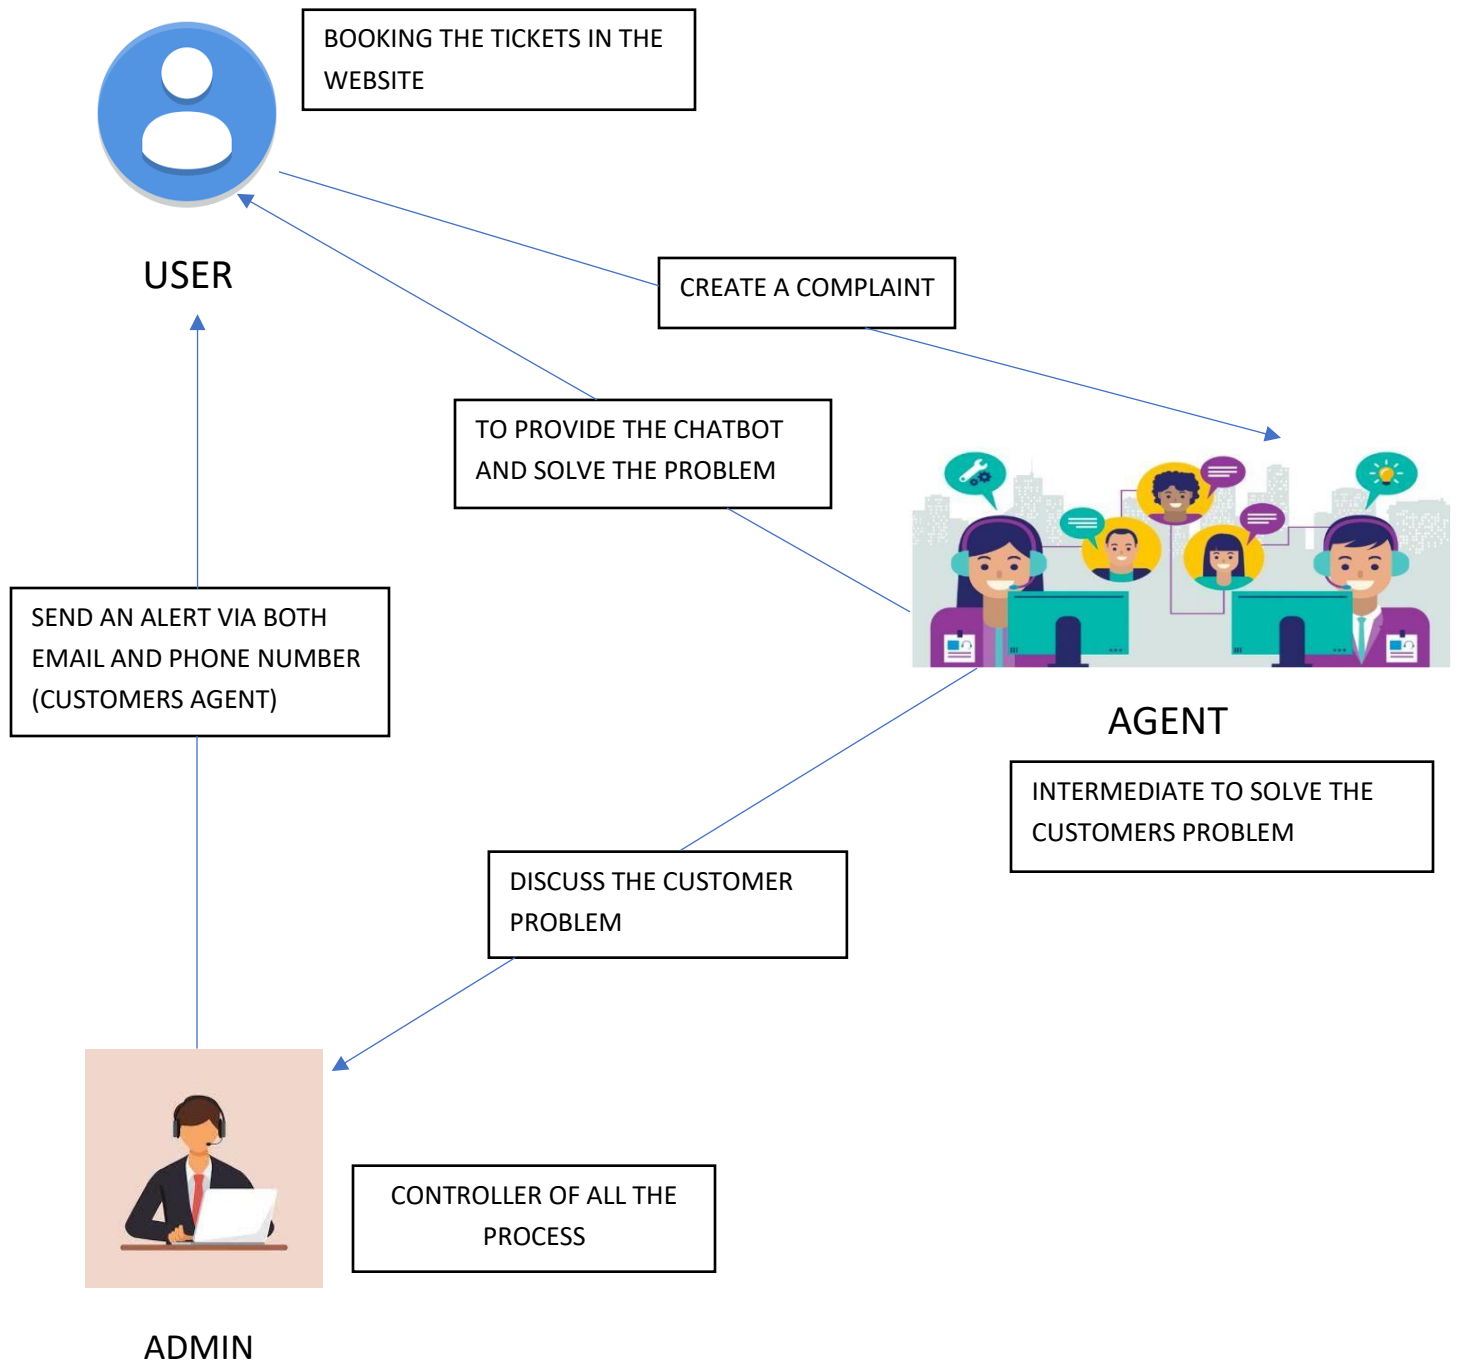 BOOKING THE TICKETS IN THE
WEBSITE
USER
CREATE A COMPLAINT
TO PROVIDE THE CHATBOT
AND SOLVE THE PROBLEM
SEND AN ALERT VIA BOTH
EMAIL AND PHONE NUMBER
(CUSTOMERS AGENT)
AGENT
INTERMEDIATE TO SOLVE THE
CUSTOMERS PROBLEM
DISCUSS THE CUSTOMER
PROBLEM
CONTROLLER OF ALL THE
PROCESS
ADMIN